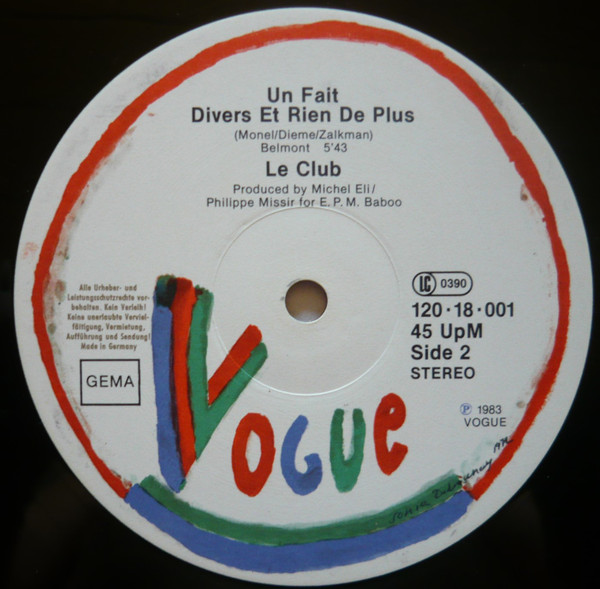 Un Fait
Divers Et Rien De Plus
(Monel/Dieme/Zalkman)
Belmont 5'43
Le Club
Produced by Michel Eli/
Philippe Missir for E.P.M. Baboo
Alle Urheber- und
Leistungsschutzrechte vor-
behalten. Kein Verleih!
Keine unerlaubte Verviel-
fältigung, Vermietung,
Aufführung und Sendung!
Made in Germany
GEMA
LC 0390
120·18·001
45 UpM
Side 2
STEREO
℗ 1983
VOGUE
VOGUE